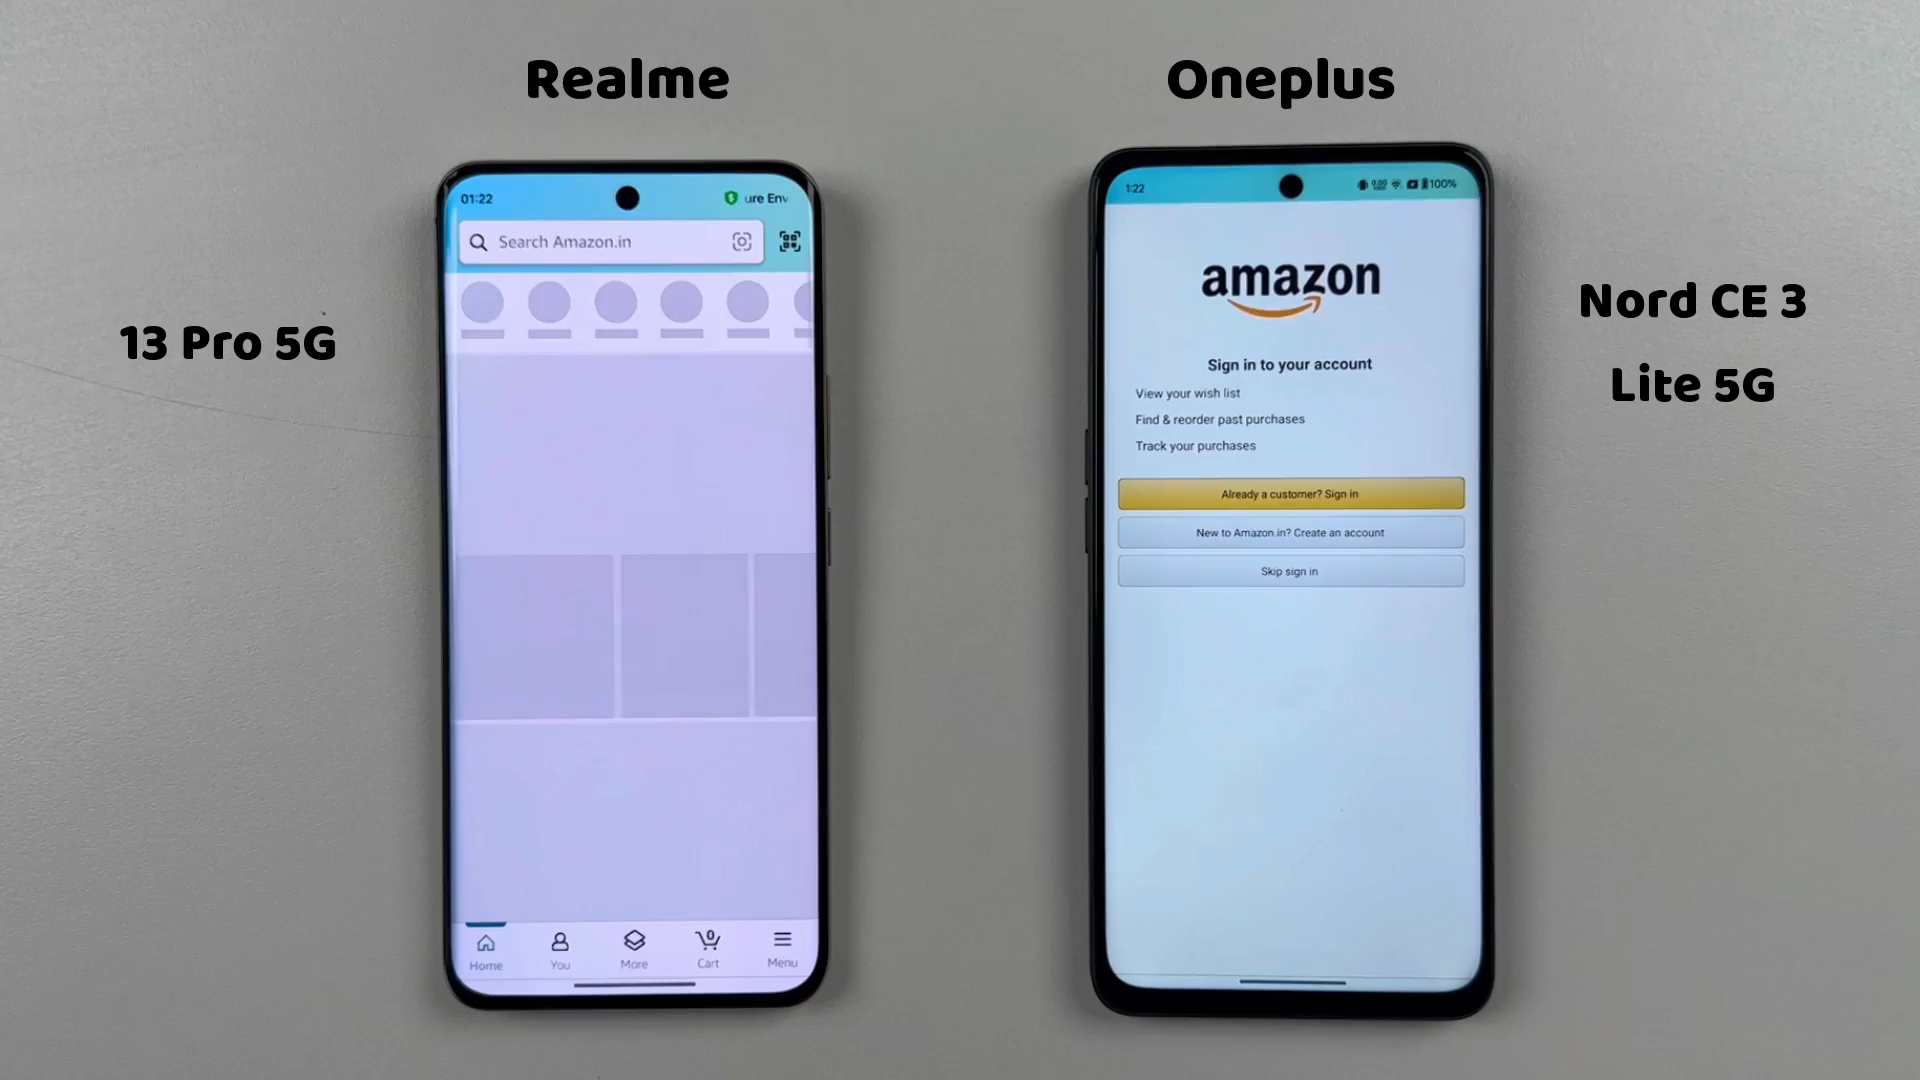 Realme
Oneplus
13 Pro 5G
Nord CE 3
Lite 5G
01:22
ure Env
Search Amazon.in
Home
You
More
0
Cart
Menu
1:22
100%
amazon
Sign in to your account
View your wish list
Find & reorder past purchases
Track your purchases
Already a customer? Sign in
New to Amazon.in? Create an account
Skip sign in